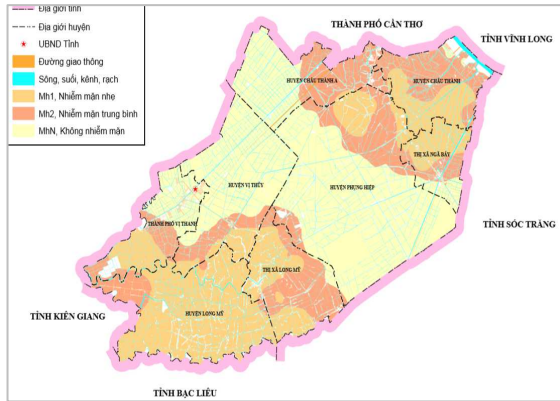 Địa giới tỉnh
Địa giới huyện
UBND Tỉnh
Đường giao thông
Sông, suối, kênh, rạch
Mh1, Nhiễm mặn nhẹ
Mh2, Nhiễm mặn trung bình
MhN, Không nhiễm mặn
THÀNH PHỐ CẦN THƠ
TỈNH VĨNH LONG
HUYỆN CHÂU THÀNH A
HUYỆN CHÂU THÀNH
THỊ XÃ NGÃ BẢY
HUYỆN VỊ THỦY
HUYỆN PHỤNG HIỆP
THÀNH PHỐ VỊ THANH
TỈNH SÓC TRĂNG
THỊ XÃ LONG MỸ
HUYỆN LONG MỸ
TỈNH KIÊN GIANG
TỈNH BẠC LIÊU